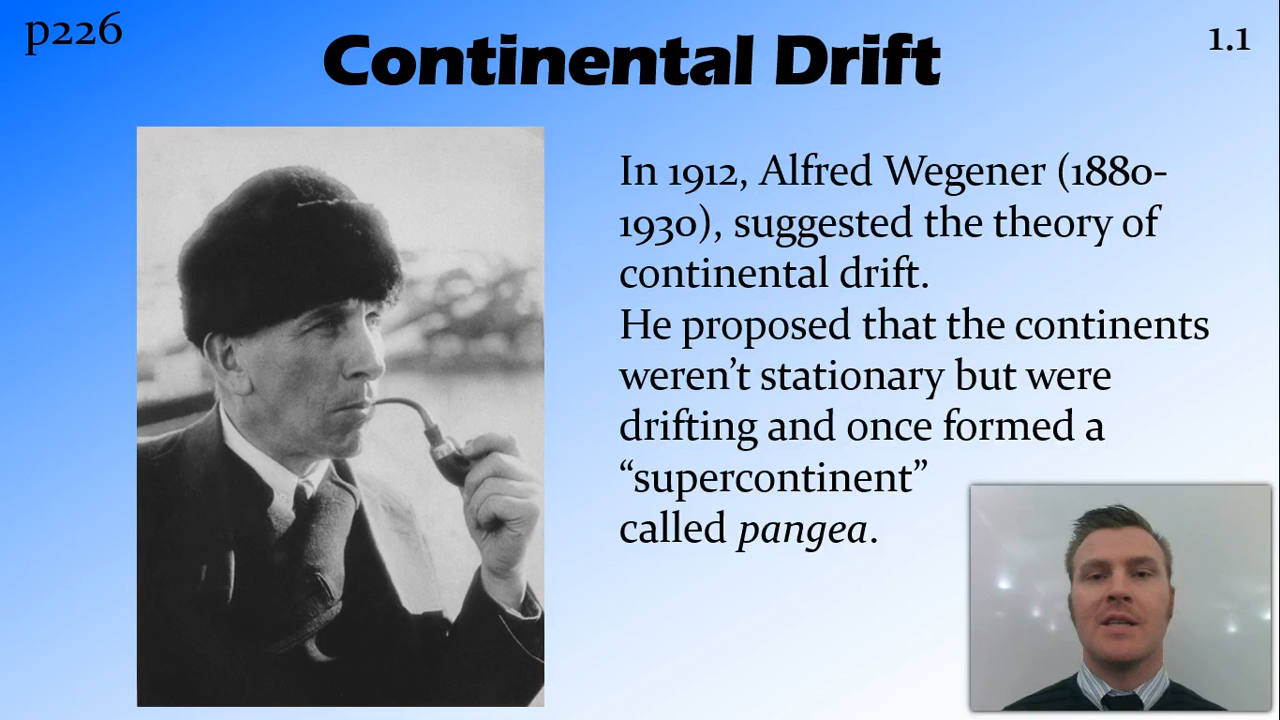 p226
Continental Drift
1.1
In 1912, Alfred Wegener (1880-
1930), suggested the theory of
continental drift.
He proposed that the continents
weren’t stationary but were
drifting and once formed a
“supercontinent”
called pangea.